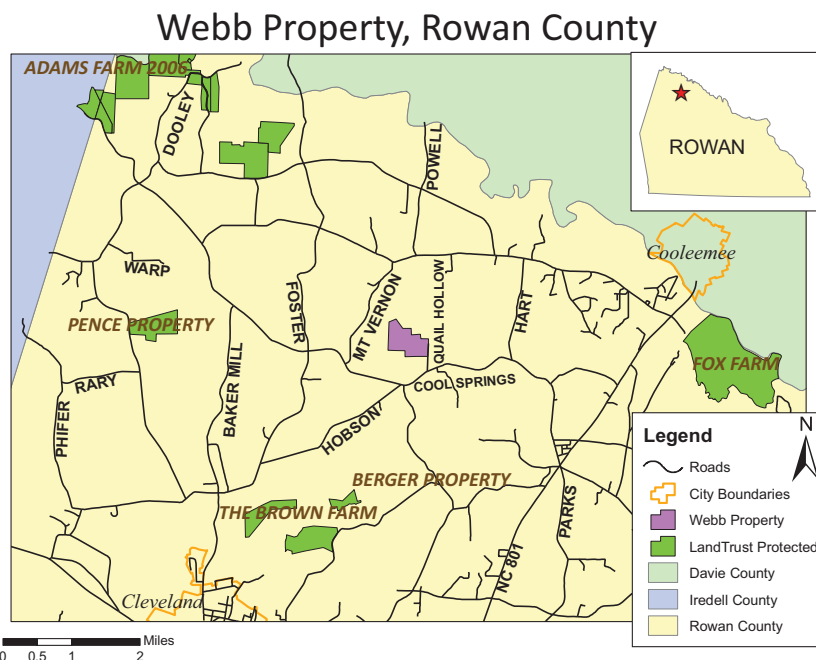 Webb Property, Rowan County
ADAMS FARM 2006
DOOLEY
POWELL
ROWAN
Cooleemee
WARP
FOSTER
MT VERNON
QUAIL HOLLOW
HART
PENCE PROPERTY
BAKER MILL
FOX FARM
RARY
COOL SPRINGS
PHIFER
HOBSON
BERGER PROPERTY
THE BROWN FARM
PARKS
NC 801
Cleveland
N
Legend
Roads
City Boundaries
Webb Property
LandTrust Protected
Davie County
Iredell County
Rowan County
Miles
0 0.5 1 2